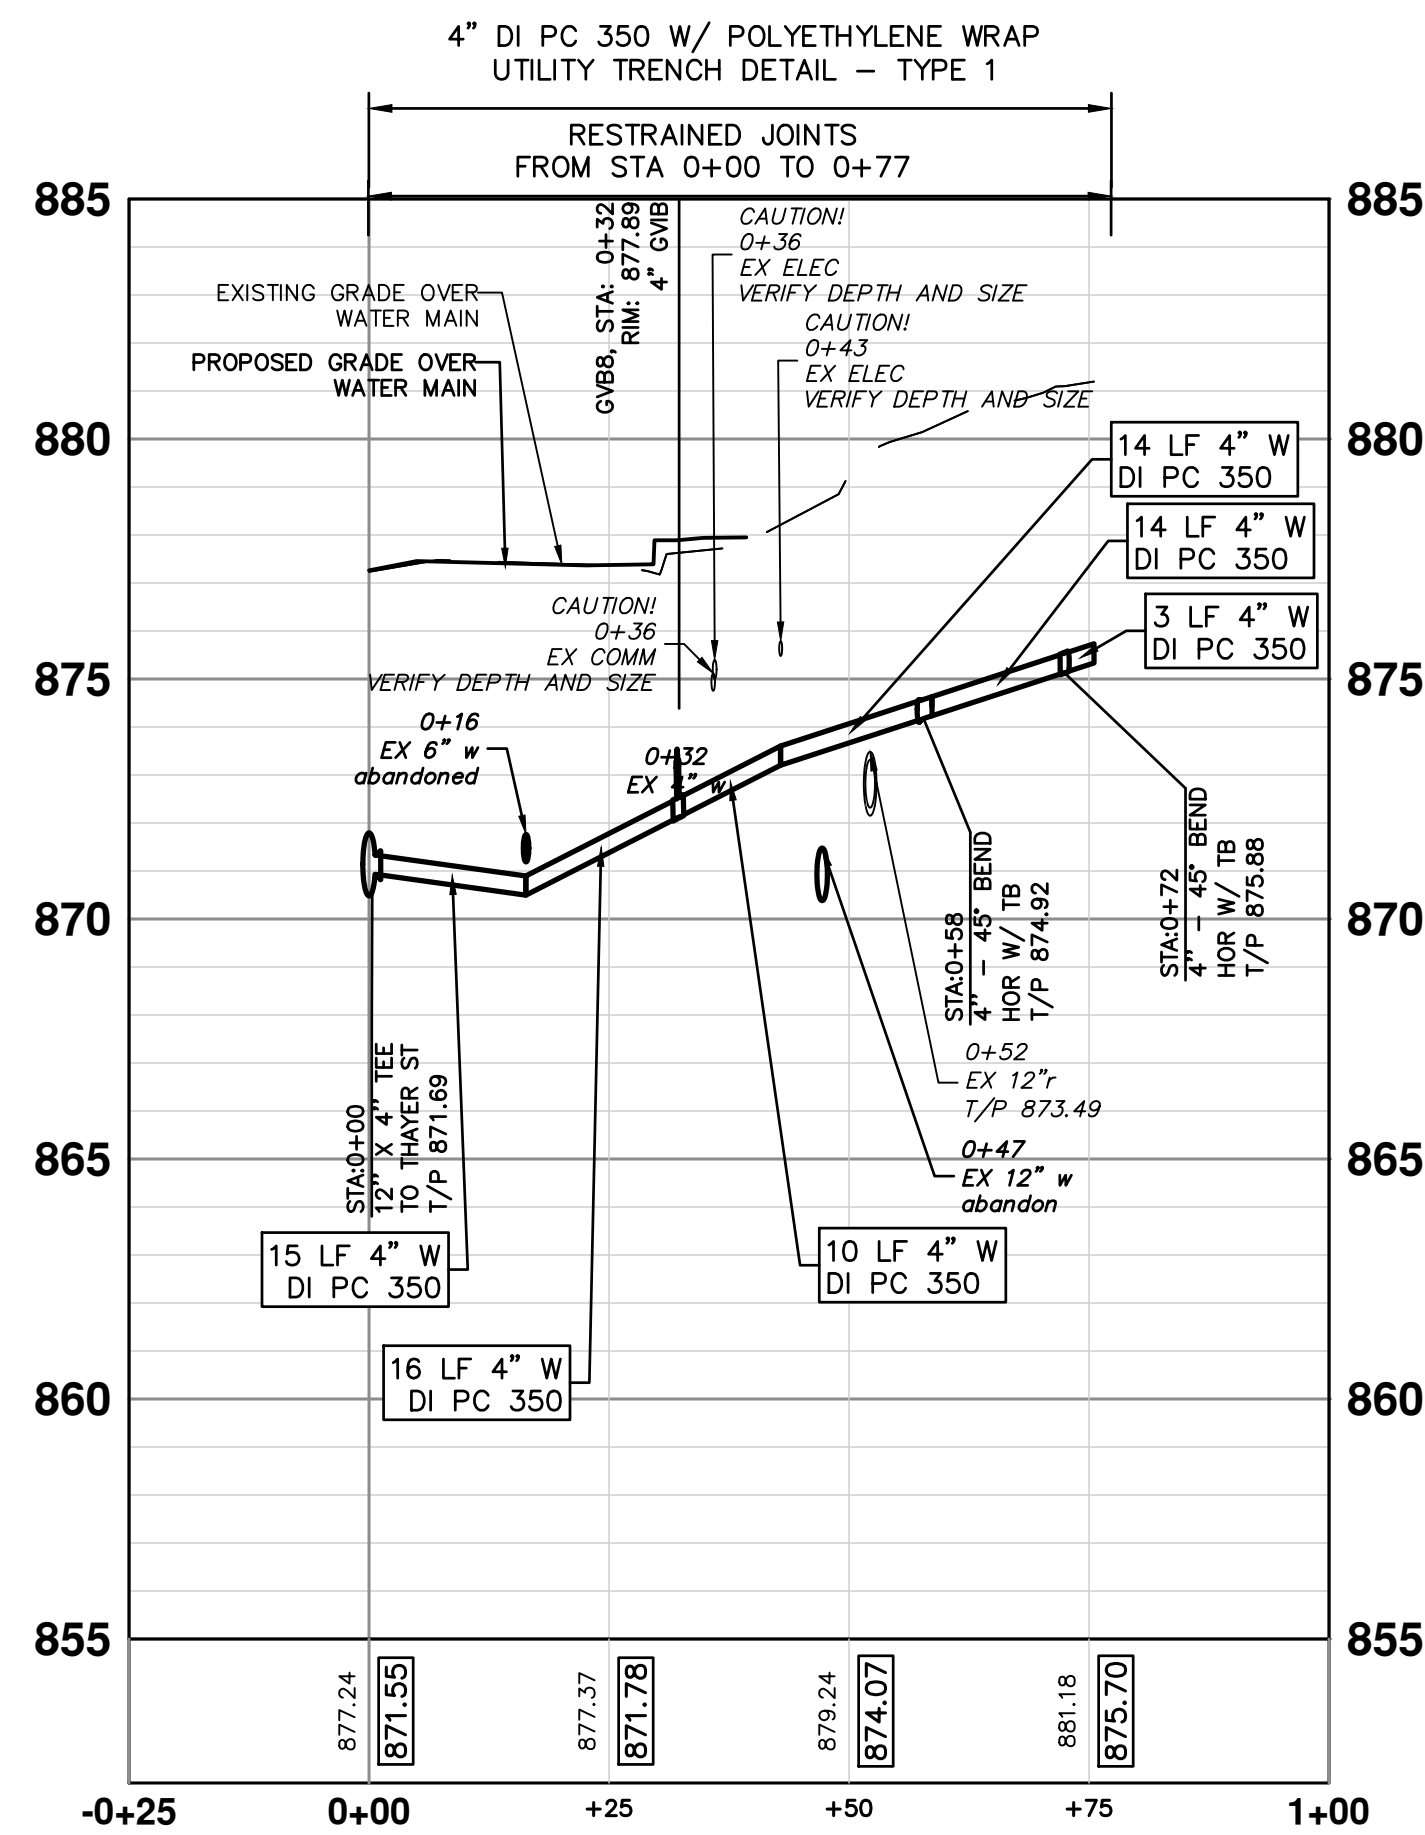 4” DI PC 350 W/ POLYETHYLENE WRAP
UTILITY TRENCH DETAIL – TYPE 1
RESTRAINED JOINTS
FROM STA 0+00 TO 0+77
885
885
GVB8, STA: 0+32
RIM: 877.89
4” GVIB
CAUTION!
0+36
EX ELEC
VERIFY DEPTH AND SIZE
EXISTING GRADE OVER
WATER MAIN
CAUTION!
0+43
EX ELEC
VERIFY DEPTH AND SIZE
PROPOSED GRADE OVER
WATER MAIN
880
880
14 LF 4” W
DI PC 350
14 LF 4” W
DI PC 350
3 LF 4” W
DI PC 350
CAUTION!
0+36
EX COMM
VERIFY DEPTH AND SIZE
875
875
0+16
EX 6” w
abandoned
0+32
EX 4” w
870
870
STA:0+58
4” – 45° BEND
HOR W/ TB
T/P 874.92
STA:0+72
4” – 45° BEND
HOR W/ TB
T/P 875.88
STA:0+00
12” X 4” TEE
TO THAYER ST
T/P 871.69
0+52
EX 12”r
T/P 873.49
0+47
EX 12” w
abandon
865
865
15 LF 4” W
DI PC 350
10 LF 4” W
DI PC 350
16 LF 4” W
DI PC 350
860
860
855
855
877.24
871.55
877.37
871.78
879.24
874.07
881.18
875.70
-0+25
0+00
+25
+50
+75
1+00